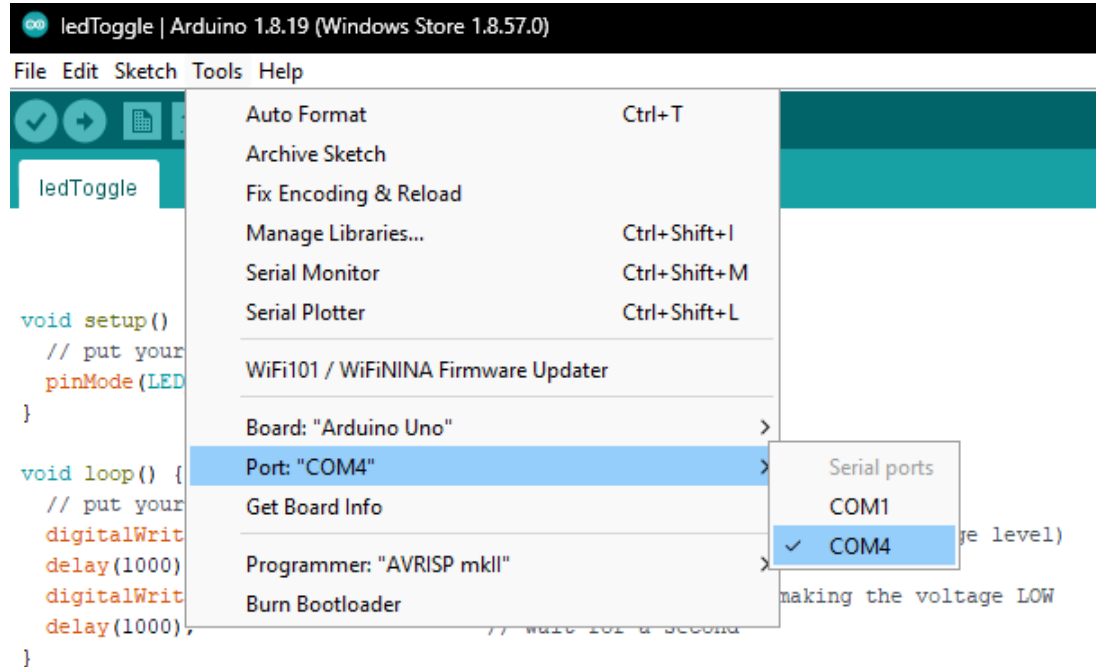 ledToggle | Arduino 1.8.19 (Windows Store 1.8.57.0)
File Edit Sketch Tools Help
Auto Format Ctrl+T
Archive Sketch
ledToggle
Fix Encoding & Reload
Manage Libraries... Ctrl+Shift+I
Serial Monitor Ctrl+Shift+M
Serial Plotter Ctrl+Shift+L
WiFi101 / WiFiNINA Firmware Updater
Board: "Arduino Uno"
Port: "COM4"
Get Board Info
Programmer: "AVRISP mkII"
Burn Bootloader
Serial ports
COM1
COM4
void setup()
// put your
pinMode(LED
}
void loop() {
// put your
digitalWrit ge level)
delay(1000)
digitalWrit making the voltage LOW
delay(1000); // wait for a second
}